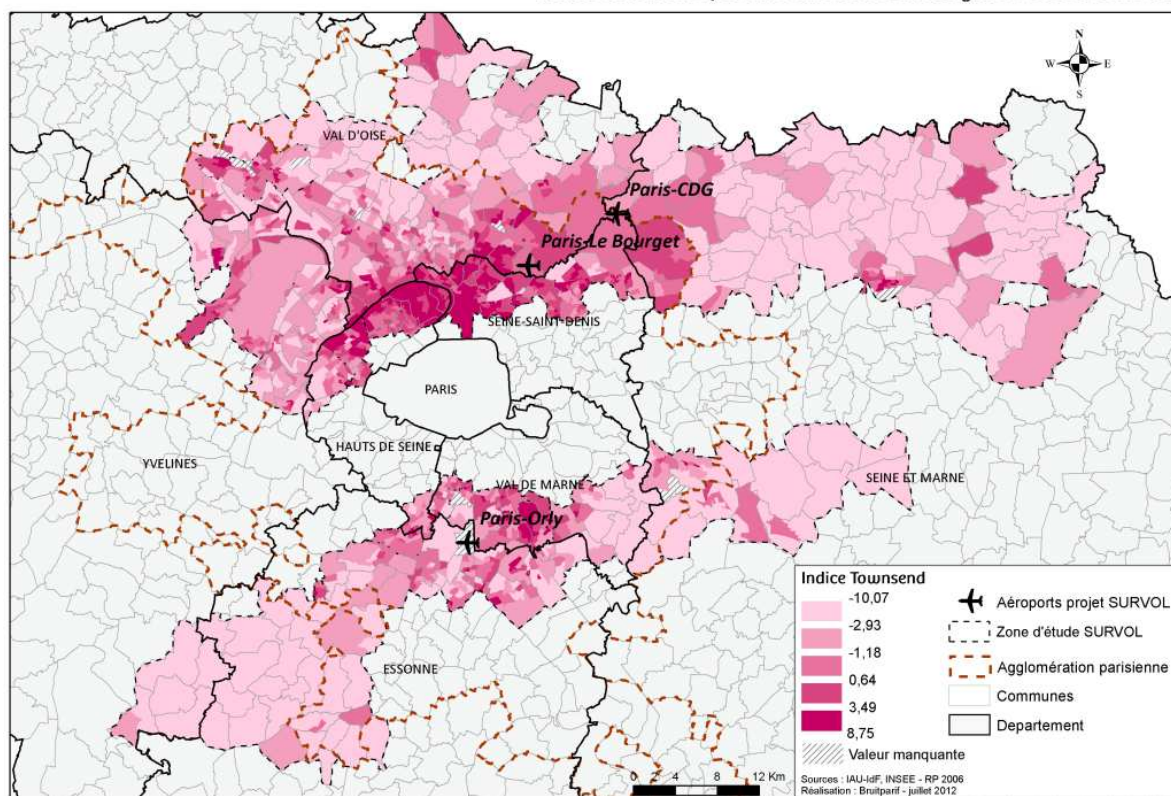 N
W E
S
VAL D'OISE
Paris-CDG
Paris-Le Bourget
SEINE-SAINT-DENIS
PARIS
HAUTS DE SEINE
YVELINES
VAL DE MARNE
SEINE ET MARNE
Paris-Orly
ESSONNE
Indice Townsend
-10,07
-2,93
-1,18
0,64
3,49
8,75
Valeur manquante
Aéroports projet SURVOL
Zone d'étude SURVOL
Agglomération parisienne
Communes
Departement
Sources : IAU-IdF, INSEE - RP 2006
Réalisation : Bruitparif - juillet 2012
0 2 4 8 12 Km